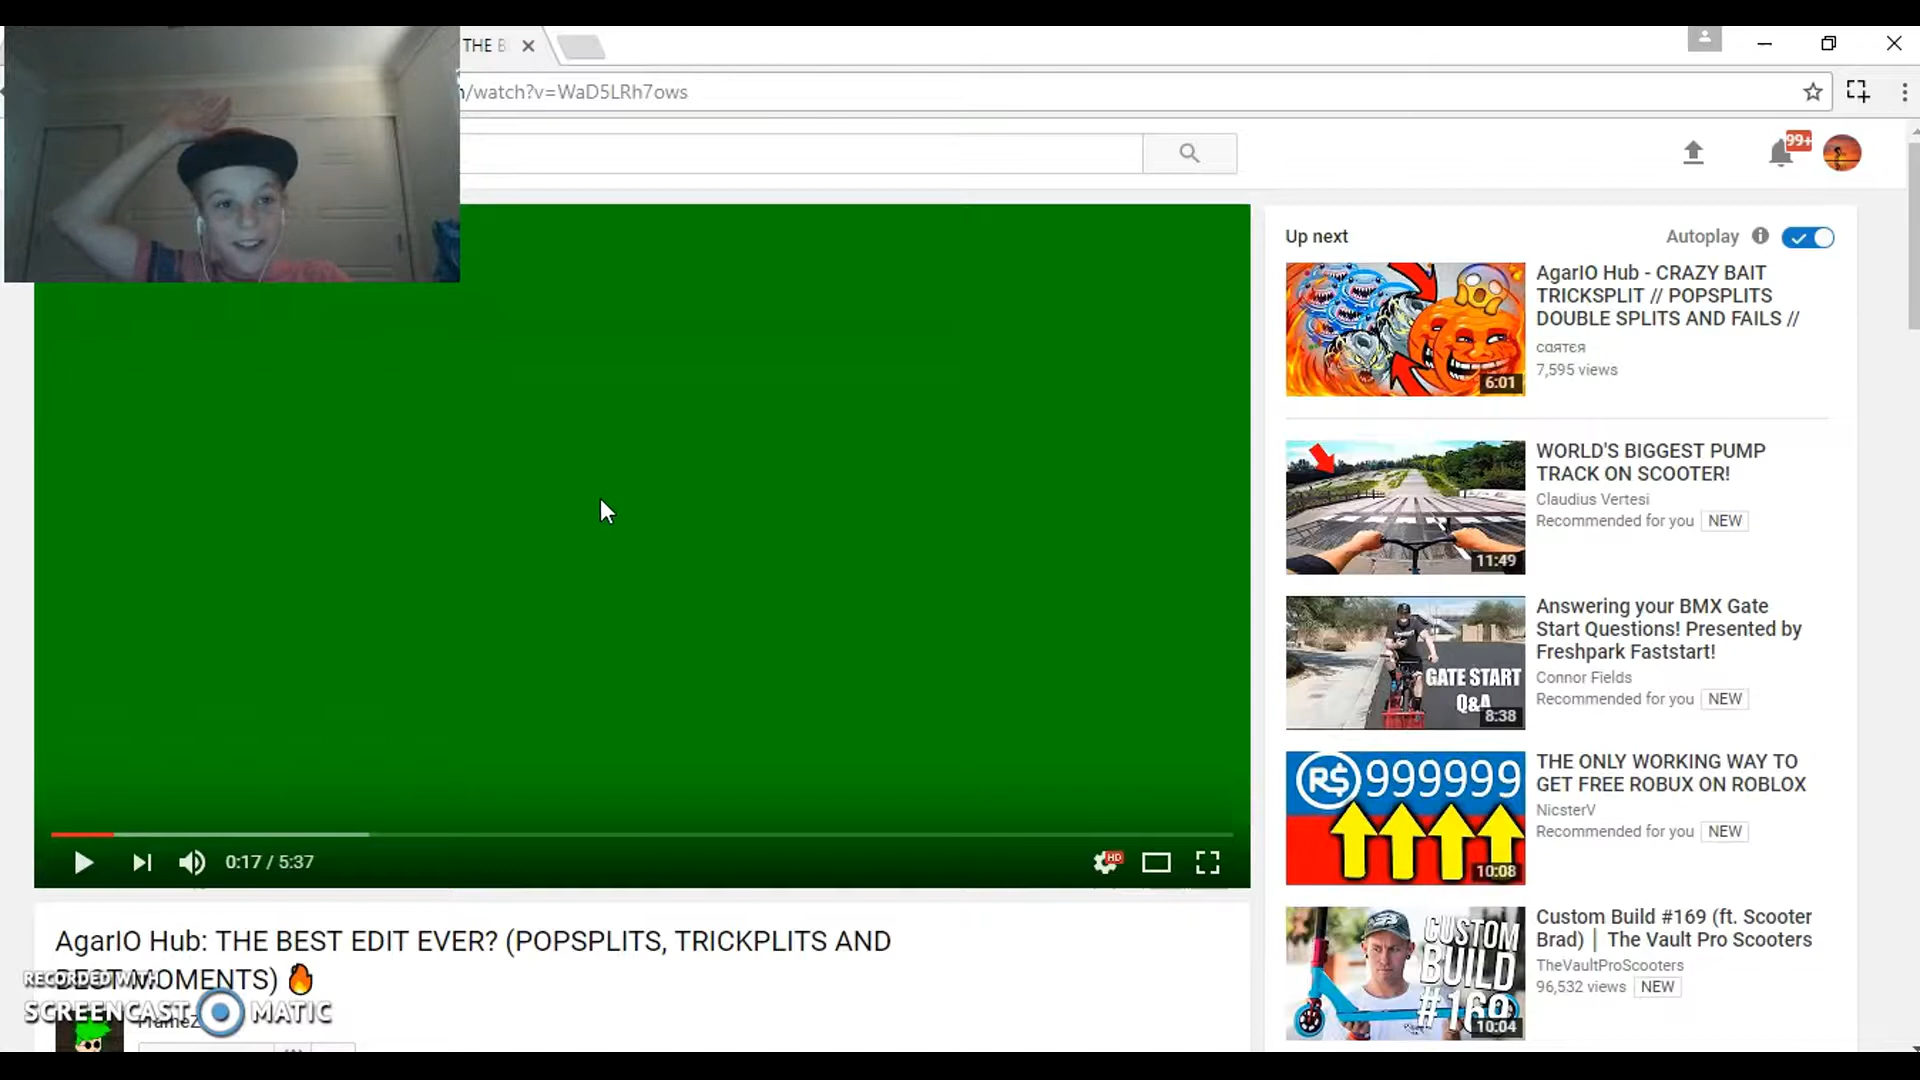 THE B
/watch?v=WaD5LRh7ows
99+
Up next
Autoplay
AgarIO Hub - CRAZY BAIT
TRICKSPLIT // POPSPLITS
DOUBLE SPLITS AND FAILS //
cαятєя
7,595 views
6:01
WORLD'S BIGGEST PUMP
TRACK ON SCOOTER!
Claudius Vertesi
Recommended for you NEW
11:49
Answering your BMX Gate
Start Questions! Presented by
Freshpark Faststart!
Connor Fields
Recommended for you NEW
GATE START
Q&A
8:38
THE ONLY WORKING WAY TO
GET FREE ROBUX ON ROBLOX
NicsterV
Recommended for you NEW
R$ 999999
10:08
Custom Build #169 (ft. Scooter
Brad) | The Vault Pro Scooters
TheVaultProScooters
96,532 views NEW
CUSTOM
BUILD
#169
10:04
0:17 / 5:37
HD
AgarIO Hub: THE BEST EDIT EVER? (POPSPLITS, TRICKPLITS AND
BEST MOMENTS) 🔥
RECORDED WITH
SCREENCAST MATIC